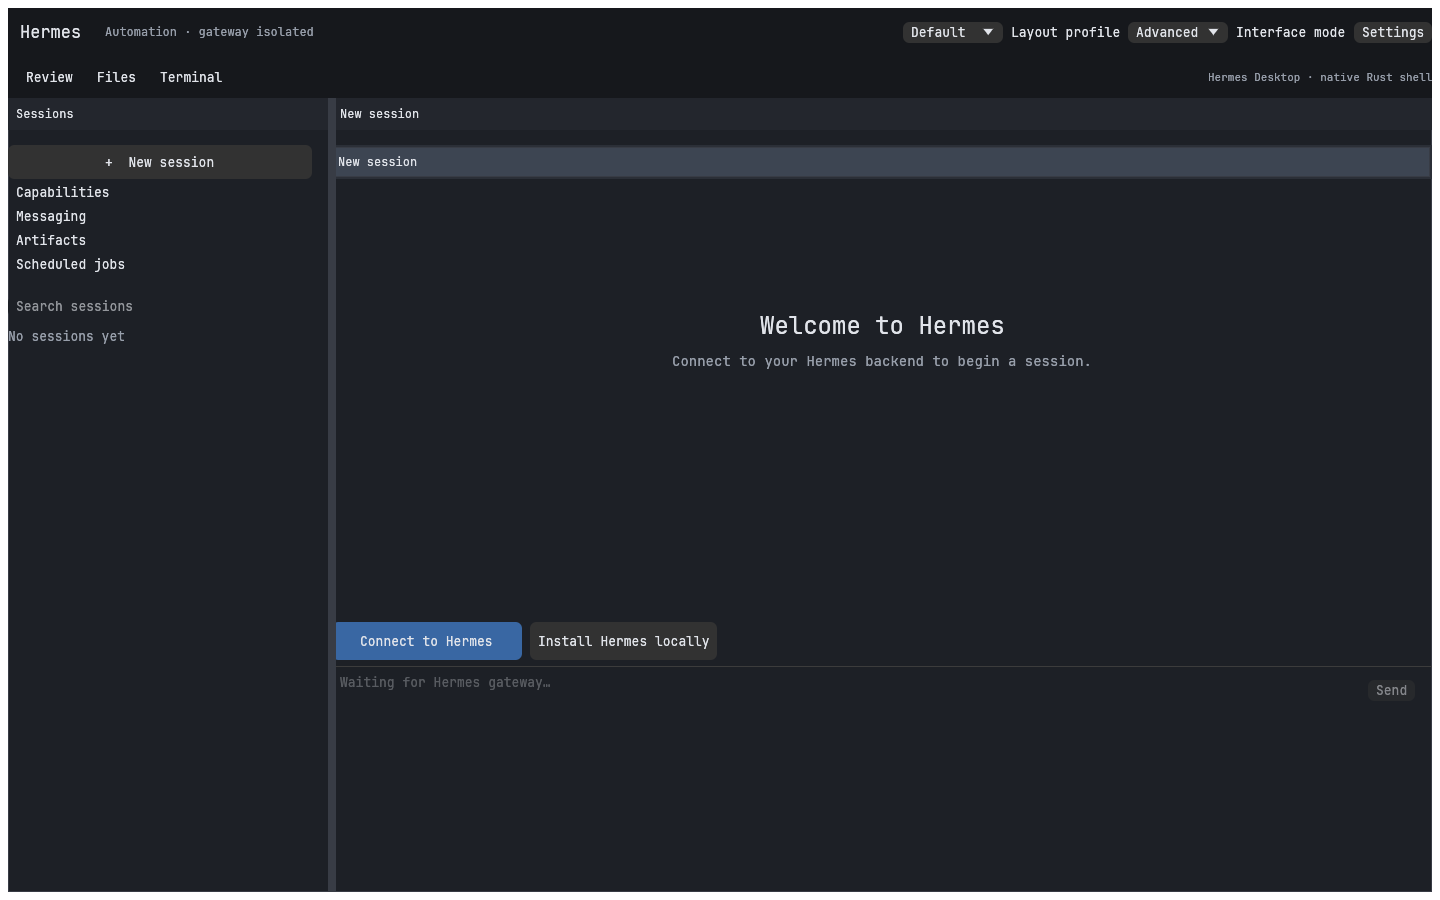 Hermes
Automation · gateway isolated
Default
Layout profile
Advanced
Interface mode
Settings
Review
Files
Terminal
Hermes Desktop · native Rust shell
Sessions
New session
+ New session
New session
Capabilities
Messaging
Artifacts
Scheduled jobs
Search sessions
No sessions yet
Welcome to Hermes
Connect to your Hermes backend to begin a session.
Connect to Hermes
Install Hermes locally
Waiting for Hermes gateway…
Send